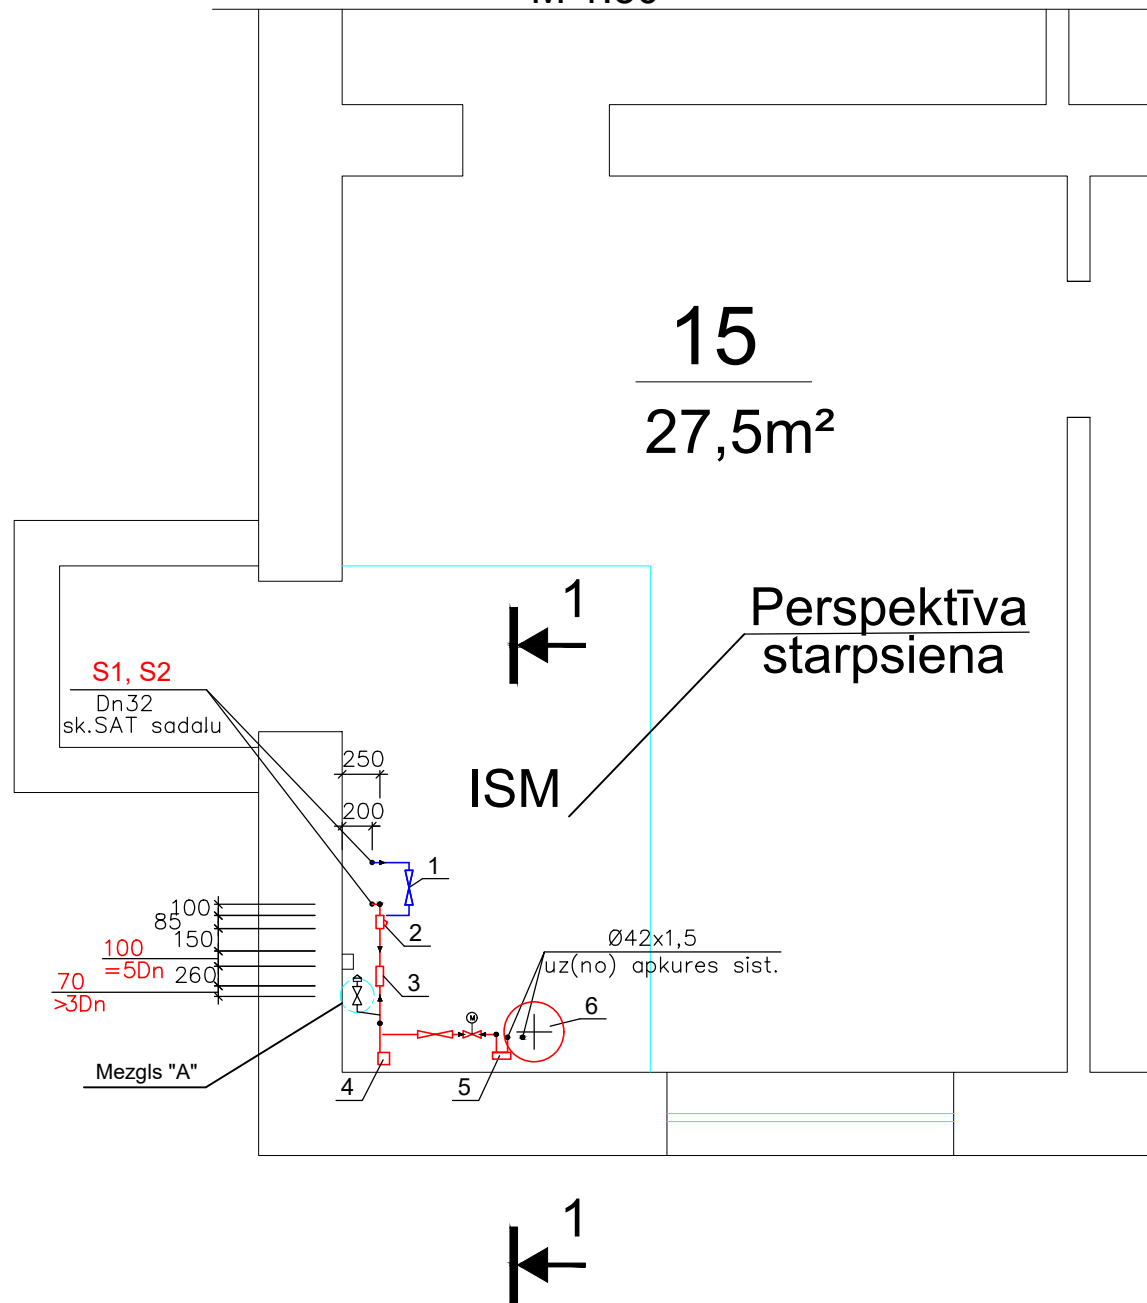 15
27,5m²
1
Perspektīva
starpsiena
S1, S2
Dn32
sk.SAT sadaļu
250
ISM
200
1
100
85
2
150
100
=5Dn
Ø42x1,5
uz(no) apkures sist.
70
>3Dn
260
3
6
M
Mezgls "A"
4
5
1